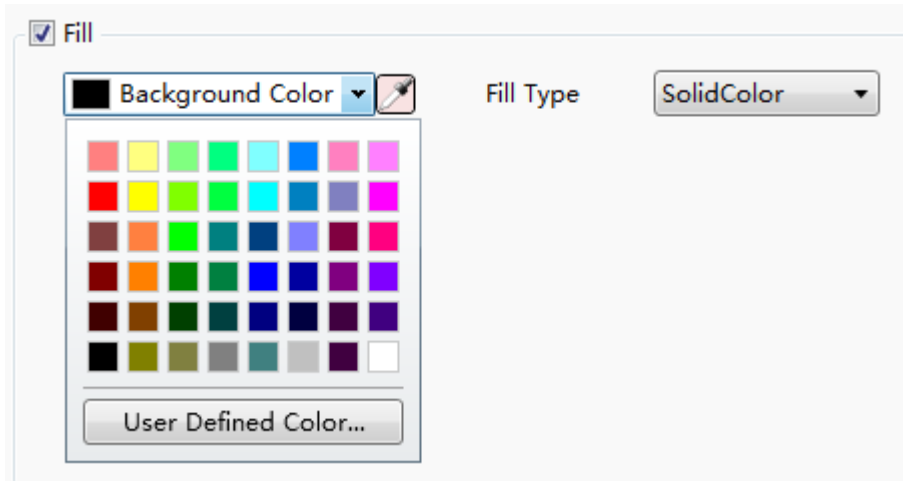 Fill
Background Color
Fill Type
SolidColor
User Defined Color...